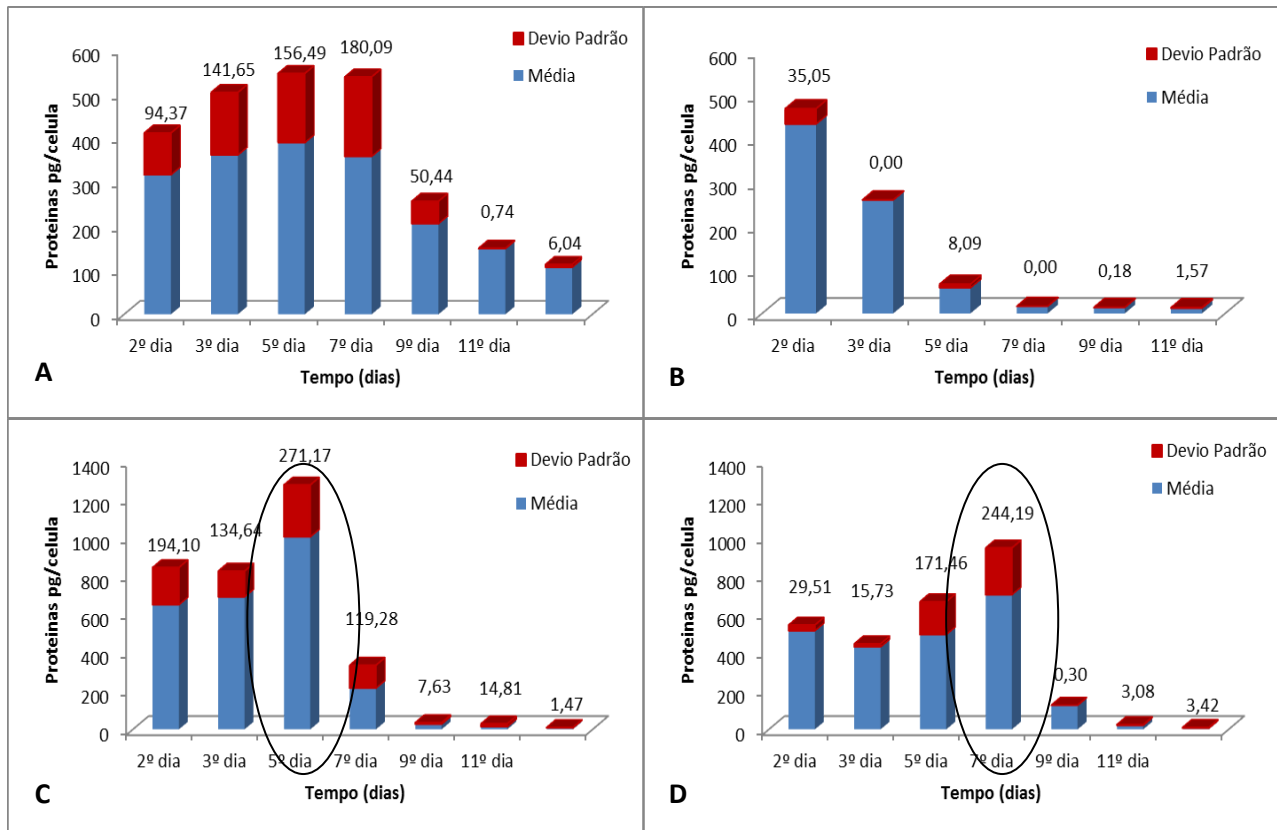 Devio Padrão
Média
Proteinas pg/celula
600
500
400
300
200
100
0
94,37
141,65
156,49
180,09
50,44
0,74
6,04
2º dia 3º dia 5º dia 7º dia 9º dia 11º dia
A
Tempo (dias)
Devio Padrão
Média
Proteinas pg/celula
600
500
400
300
200
100
0
35,05
0,00
8,09
0,00
0,18
1,57
2º dia 3º dia 5º dia 7º dia 9º dia 11º dia
B
Tempo (dias)
Devio Padrão
Média
Proteinas pg/celula
1400
1200
1000
800
600
400
200
0
194,10
134,64
271,17
119,28
7,63
14,81
1,47
2º dia 3º dia 5º dia 7º dia 9º dia 11º dia
C
Tempo (dias)
Devio Padrão
Média
Proteinas pg/celula
1400
1200
1000
800
600
400
200
0
29,51
15,73
171,46
244,19
0,30
3,08
3,42
2º dia 3º dia 5º dia 7º dia 9º dia 11º dia
D
Tempo (dias)